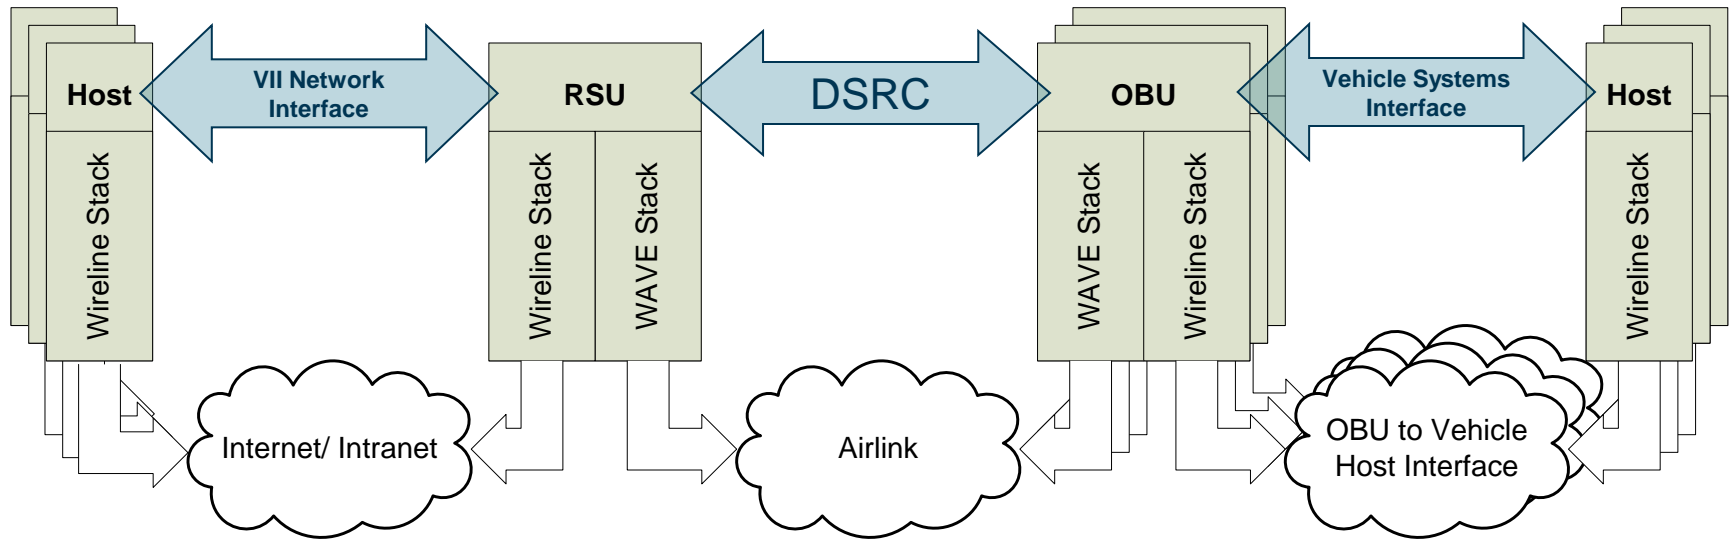 Host
VII Network
Interface
RSU
DSRC
OBU
Vehicle Systems
Interface
Host
Wireline Stack
Wireline Stack
WAVE Stack
WAVE Stack
Wireline Stack
Wireline Stack
Internet/ Intranet
Airlink
OBU to Vehicle
Host Interface